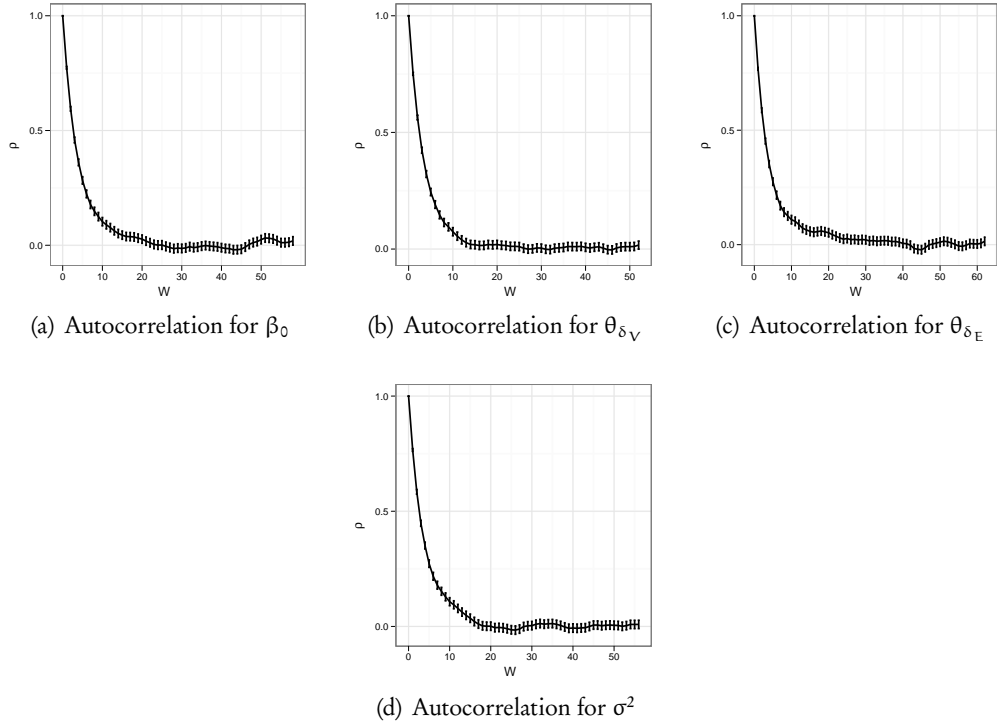 1.0
0.5
0.0
ρ
0 10 20 30 40 50
W
(a) Autocorrelation for β₀
1.0
0.5
0.0
ρ
0 10 20 30 40 50
W
(b) Autocorrelation for θ_δ_V
1.0
0.5
0.0
ρ
0 10 20 30 40 50 60
W
(c) Autocorrelation for θ_δ_E
1.0
0.5
0.0
ρ
0 10 20 30 40 50
W
(d) Autocorrelation for σ²